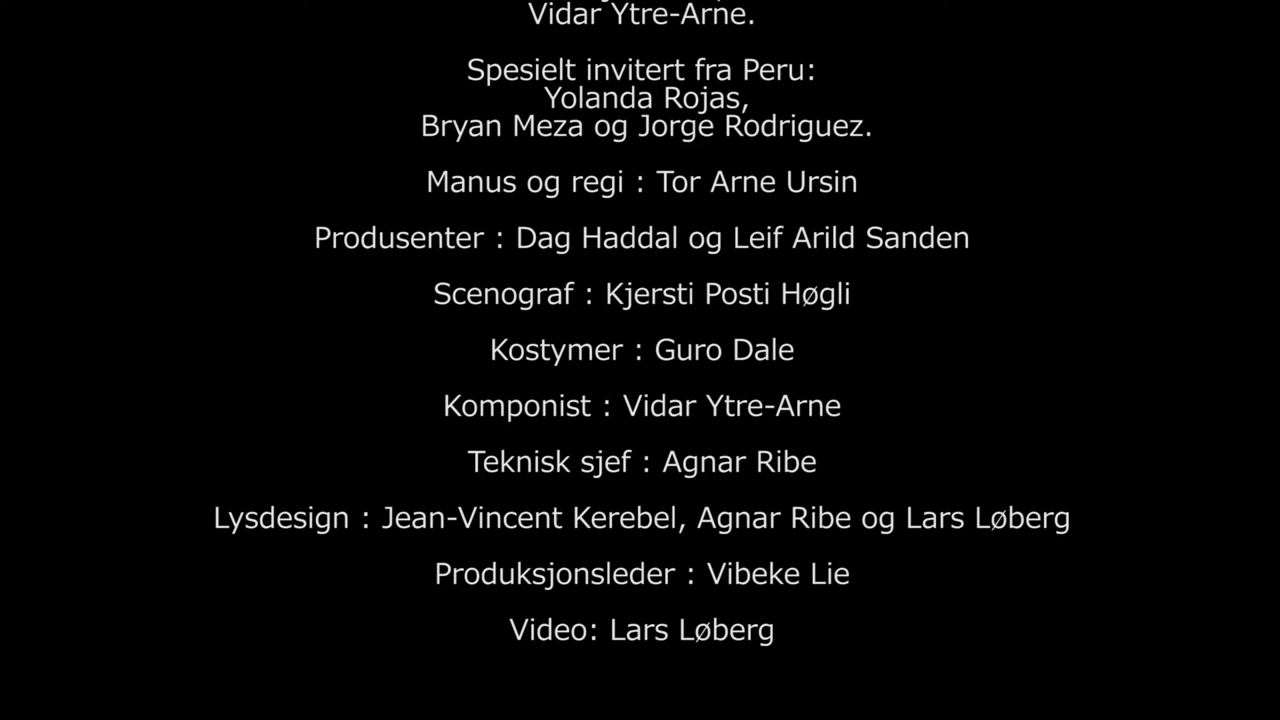 Vidar Ytre-Arne.
Spesielt invitert fra Peru:
Yolanda Rojas,
Bryan Meza og Jorge Rodriguez.
Manus og regi : Tor Arne Ursin
Produsenter : Dag Haddal og Leif Arild Sanden
Scenograf : Kjersti Posti Høgli
Kostymer : Guro Dale
Komponist : Vidar Ytre-Arne
Teknisk sjef : Agnar Ribe
Lysdesign : Jean-Vincent Kerebel, Agnar Ribe og Lars Løberg
Produksjonsleder : Vibeke Lie
Video: Lars Løberg